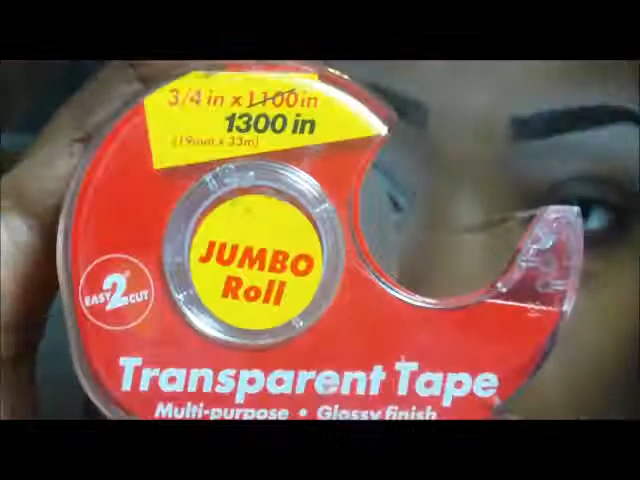 3/4 in x 1100 in
1300 in
(19mm x 33m)
JUMBO
Roll
EASY 2 CUT
Transparent Tape
Multi-purpose • Glossy finish